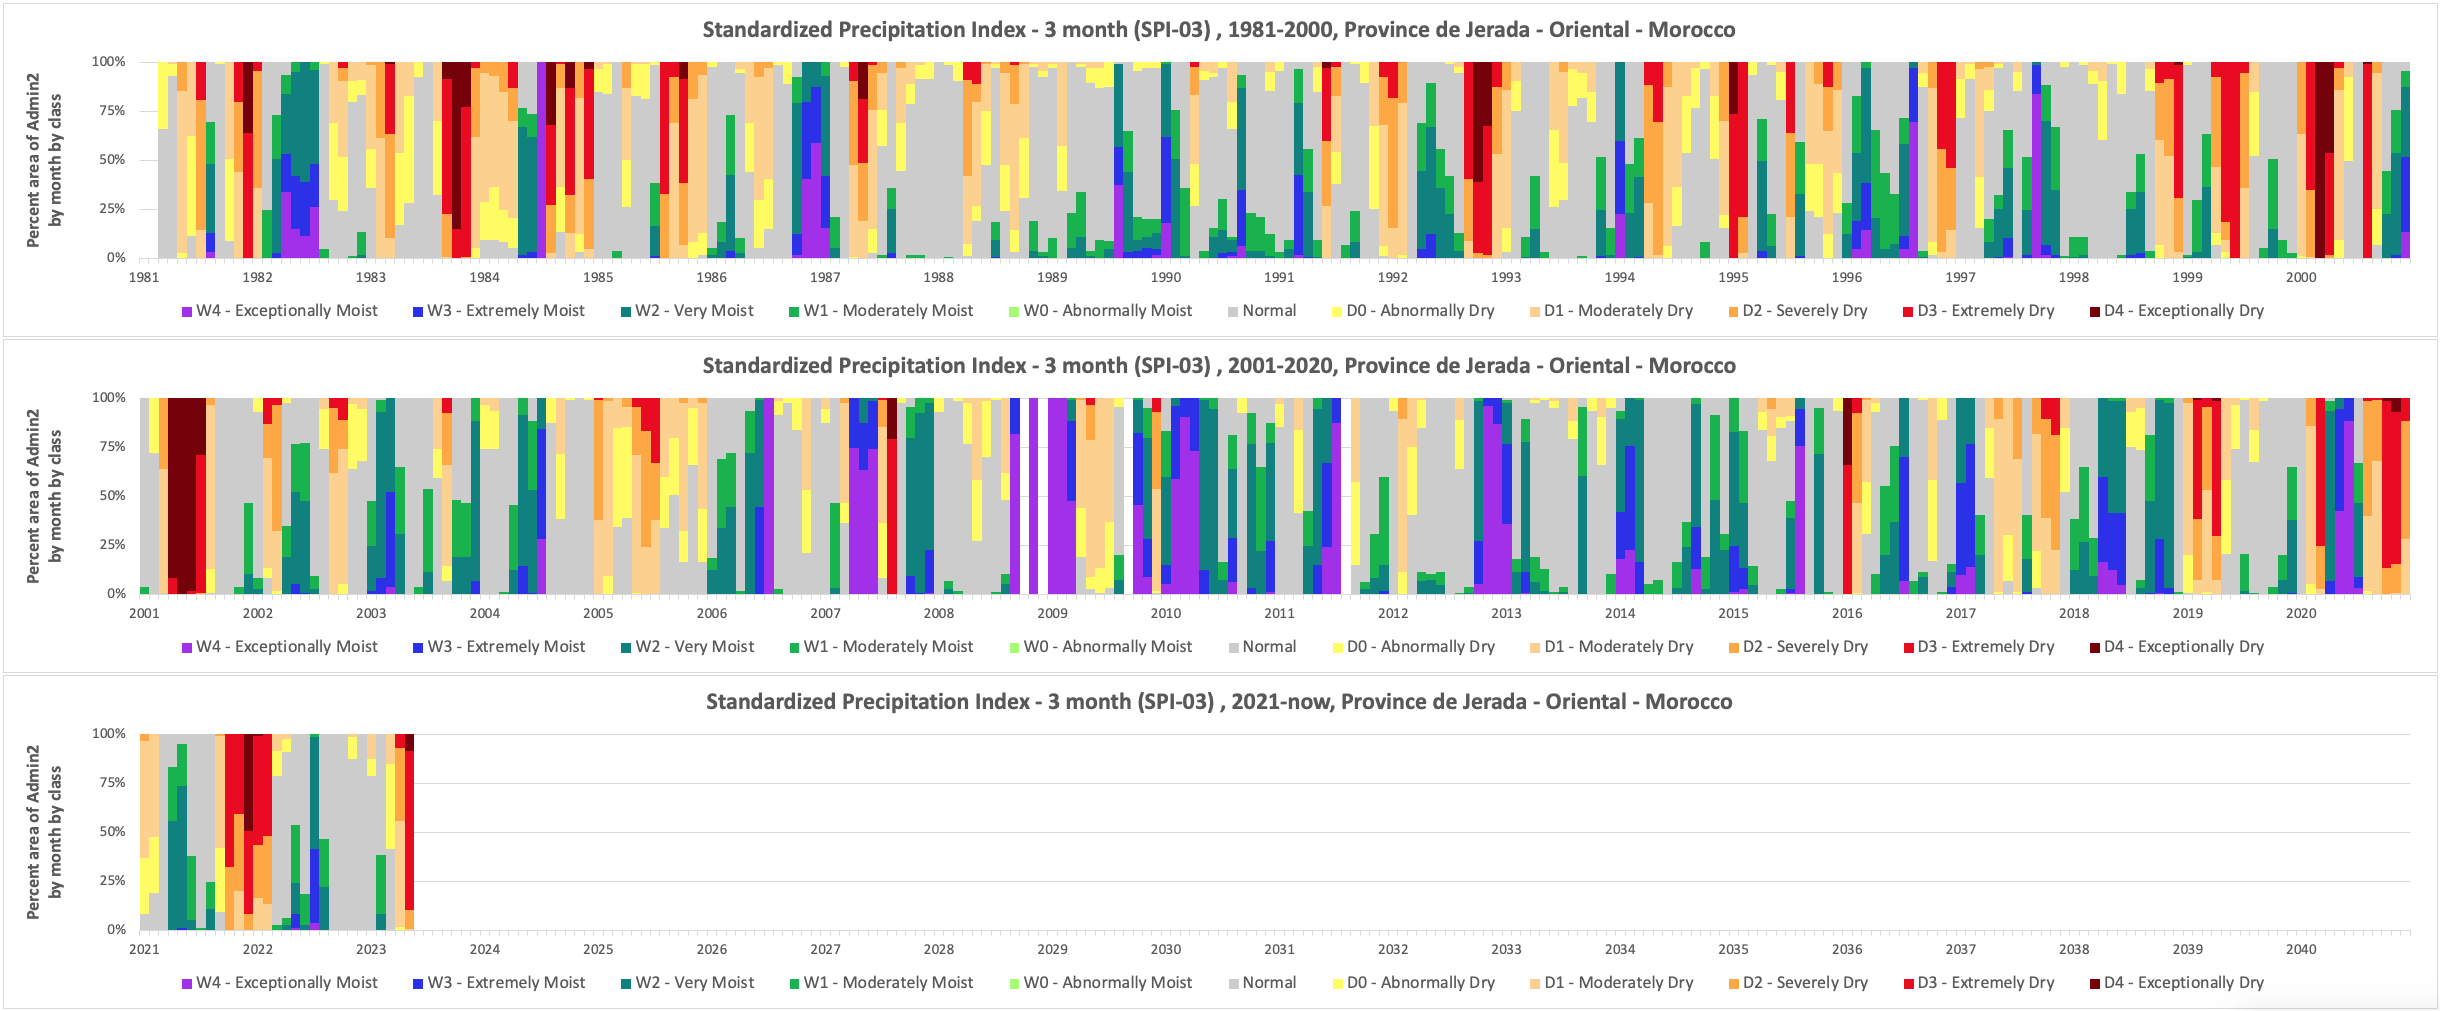 Standardized Precipitation Index - 3 month (SPI-03) , 1981-2000, Province de Jerada - Oriental - Morocco
Percent area of Admin2
by month by class
100%
75%
50%
25%
0%
1981 1982 1983 1984 1985 1986 1987 1988 1989 1990 1991 1992 1993 1994 1995 1996 1997 1998 1999 2000
W4 - Exceptionally Moist W3 - Extremely Moist W2 - Very Moist W1 - Moderately Moist W0 - Abnormally Moist Normal D0 - Abnormally Dry D1 - Moderately Dry D2 - Severely Dry D3 - Extremely Dry D4 - Exceptionally Dry
Standardized Precipitation Index - 3 month (SPI-03) , 2001-2020, Province de Jerada - Oriental - Morocco
Percent area of Admin2
by month by class
100%
75%
50%
25%
0%
2001 2002 2003 2004 2005 2006 2007 2008 2009 2010 2011 2012 2013 2014 2015 2016 2017 2018 2019 2020
W4 - Exceptionally Moist W3 - Extremely Moist W2 - Very Moist W1 - Moderately Moist W0 - Abnormally Moist Normal D0 - Abnormally Dry D1 - Moderately Dry D2 - Severely Dry D3 - Extremely Dry D4 - Exceptionally Dry
Standardized Precipitation Index - 3 month (SPI-03) , 2021-now, Province de Jerada - Oriental - Morocco
Percent area of Admin2
by month by class
100%
75%
50%
25%
0%
2021 2022 2023 2024 2025 2026 2027 2028 2029 2030 2031 2032 2033 2034 2035 2036 2037 2038 2039 2040
W4 - Exceptionally Moist W3 - Extremely Moist W2 - Very Moist W1 - Moderately Moist W0 - Abnormally Moist Normal D0 - Abnormally Dry D1 - Moderately Dry D2 - Severely Dry D3 - Extremely Dry D4 - Exceptionally Dry